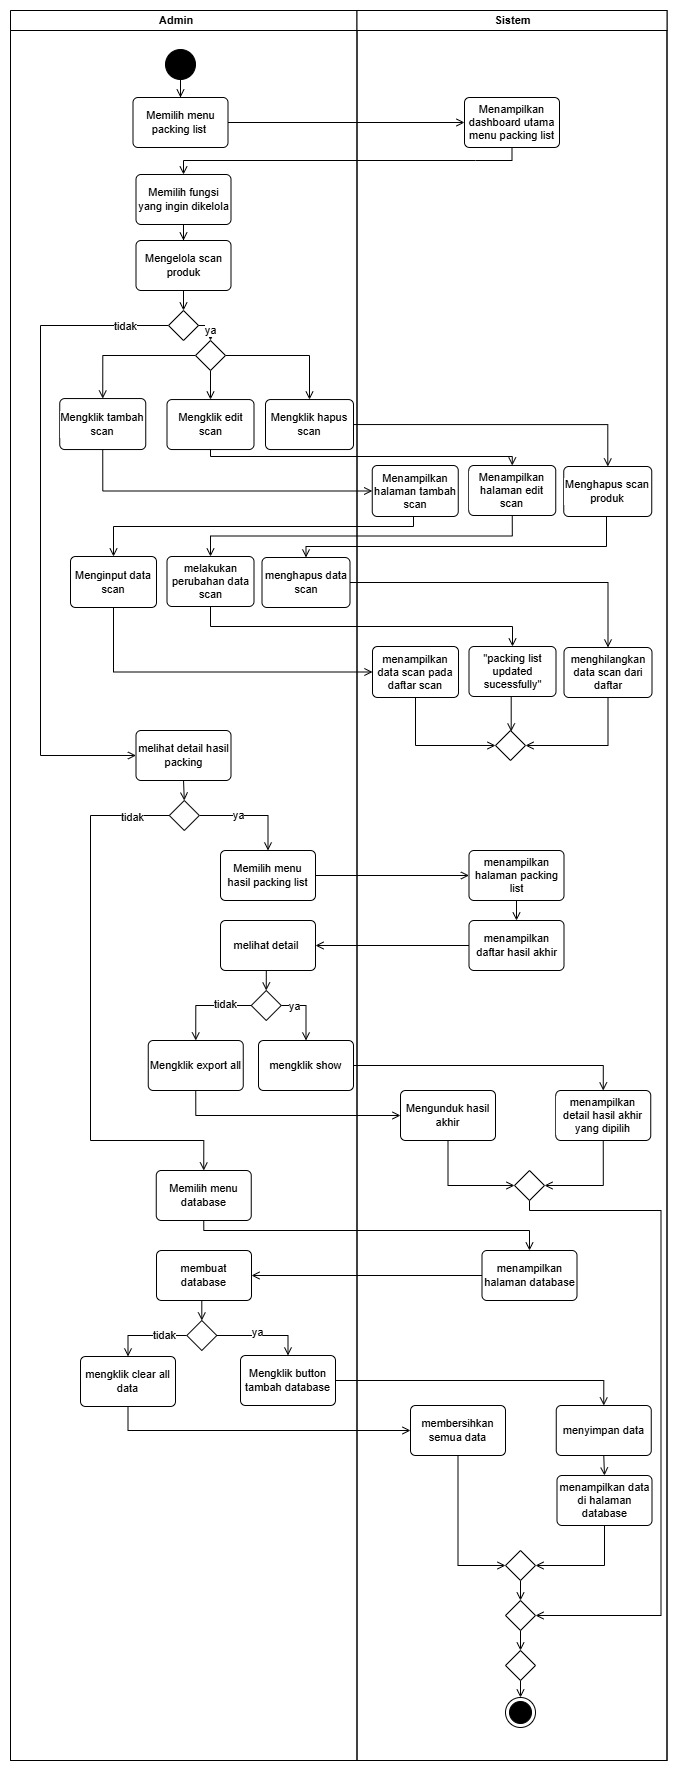 Admin
Sistem
Memilih menu
packing list
Menampilkan
dashboard utama
menu packing list
Memilih fungsi
yang ingin dikelola
Mengelola scan
produk
tidak
ya
Mengklik tambah
scan
Mengklik edit
scan
Mengklik hapus
scan
Menampilkan
halaman tambah
scan
Menampilkan
halaman edit
scan
Menghapus scan
produk
Menginput data
scan
melakukan
perubahan data
scan
menghapus data
scan
menampilkan
data scan pada
daftar scan
"packing list
updated
sucessfully"
menghilangkan
data scan dari
daftar
melihat detail hasil
packing
tidak
ya
Memilih menu
hasil packing list
menampilkan
halaman packing
list
melihat detail
menampilkan
daftar hasil akhir
tidak
ya
Mengklik export all
mengklik show
Mengunduk hasil
akhir
menampilkan
detail hasil akhir
yang dipilih
Memilih menu
database
membuat
database
menampilkan
halaman database
tidak
ya
mengklik clear all
data
Mengklik button
tambah database
membersihkan
semua data
menyimpan data
menampilkan data
di halaman
database